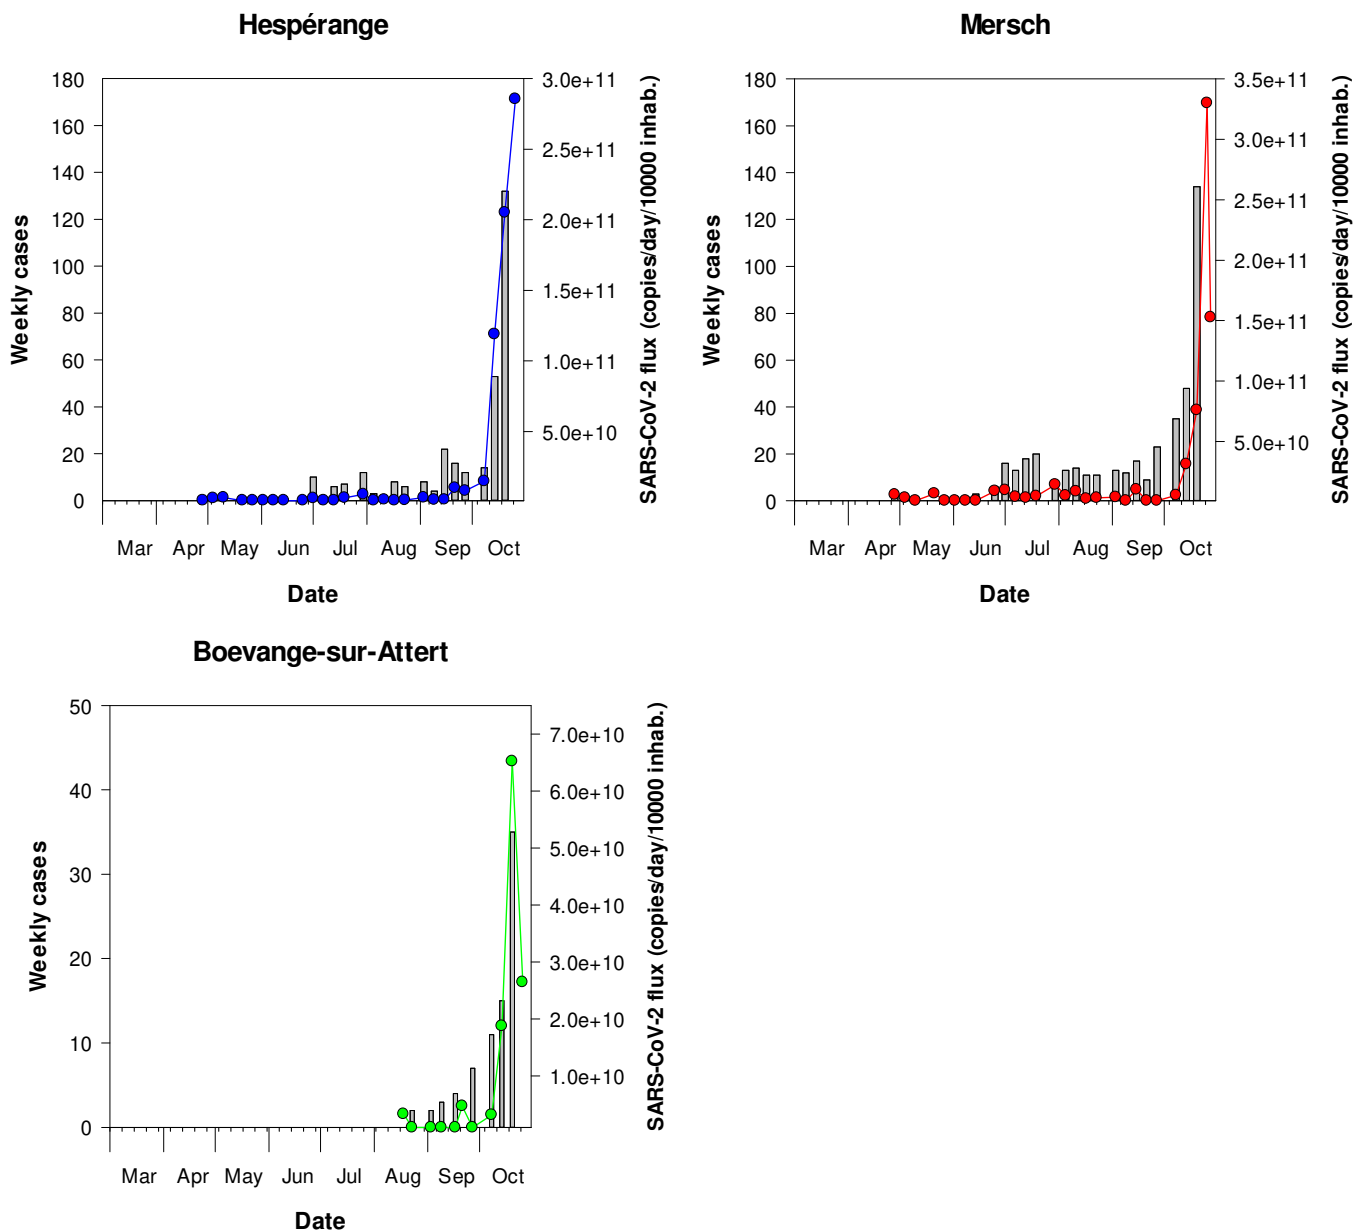 Hespérange
180
160
140
120
100
80
60
40
20
0
Weekly cases
3.0e+11
2.5e+11
2.0e+11
1.5e+11
1.0e+11
5.0e+10
SARS-CoV-2 flux (copies/day/10000 inhab.)
Mar Apr May Jun Jul Aug Sep Oct
Date
Mersch
180
160
140
120
100
80
60
40
20
0
Weekly cases
3.5e+11
3.0e+11
2.5e+11
2.0e+11
1.5e+11
1.0e+11
5.0e+10
SARS-CoV-2 flux (copies/day/10000 inhab.)
Mar Apr May Jun Jul Aug Sep Oct
Date
Boevange-sur-Attert
50
40
30
20
10
0
Weekly cases
7.0e+10
6.0e+10
5.0e+10
4.0e+10
3.0e+10
2.0e+10
1.0e+10
SARS-CoV-2 flux (copies/day/10000 inhab.)
Mar Apr May Jun Jul Aug Sep Oct
Date